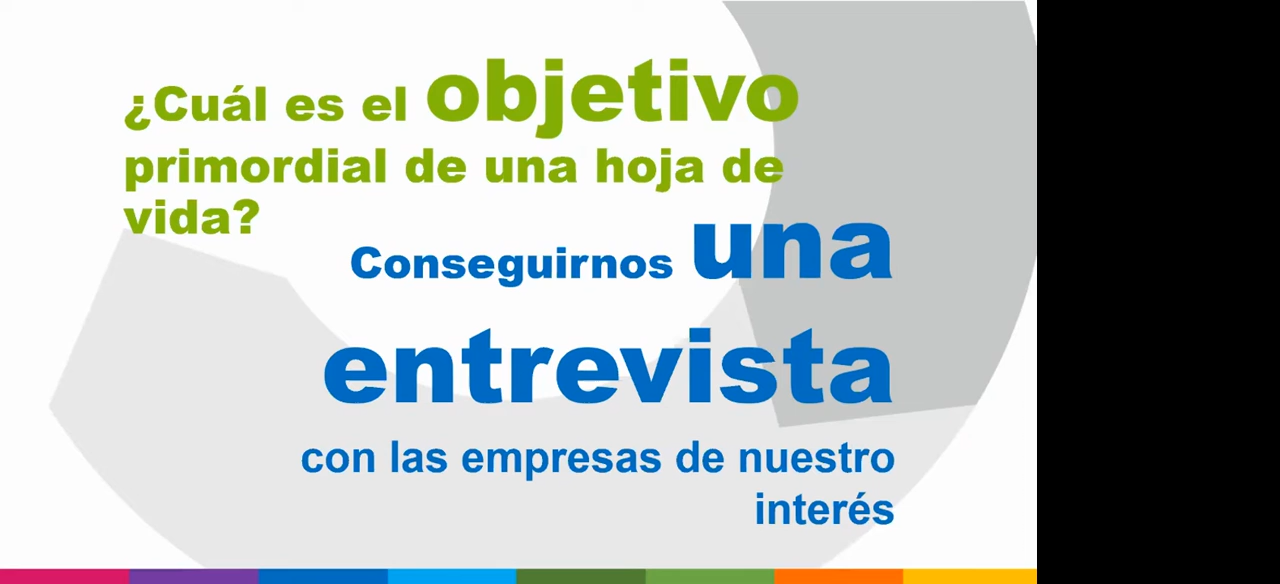 ¿Cuál es el objetivo
primordial de una hoja de
vida?
Conseguirnos una
entrevista
con las empresas de nuestro
interés